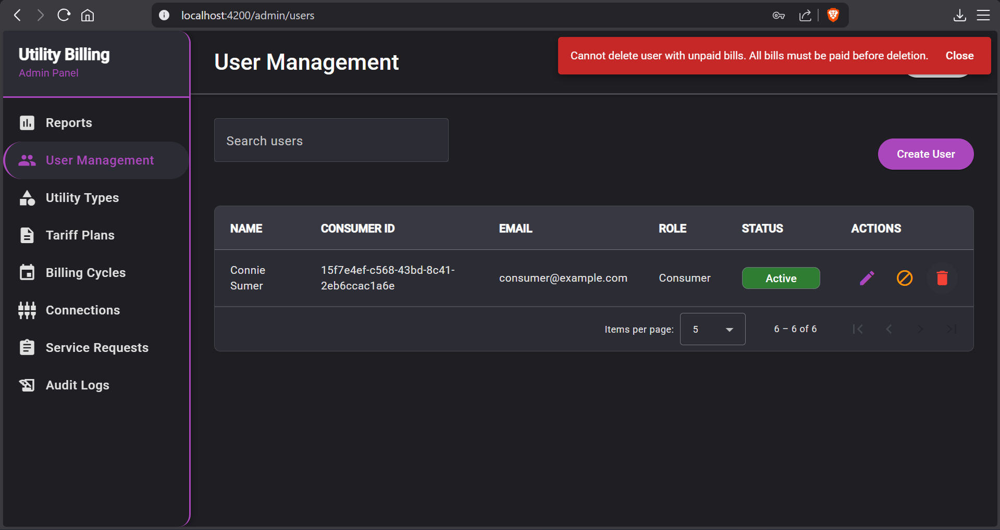 localhost:4200/admin/users
Utility Billing
Admin Panel
Reports
User Management
Utility Types
Tariff Plans
Billing Cycles
Connections
Service Requests
Audit Logs
User Management
Cannot delete user with unpaid bills. All bills must be paid before deletion. Close
Search users
Create User
NAME CONSUMER ID EMAIL ROLE STATUS ACTIONS
Connie
Sumer
15f7e4ef-c568-43bd-8c41-
2eb6ccac1a6e
consumer@example.com
Consumer
Active
Items per page: 5 6 – 6 of 6